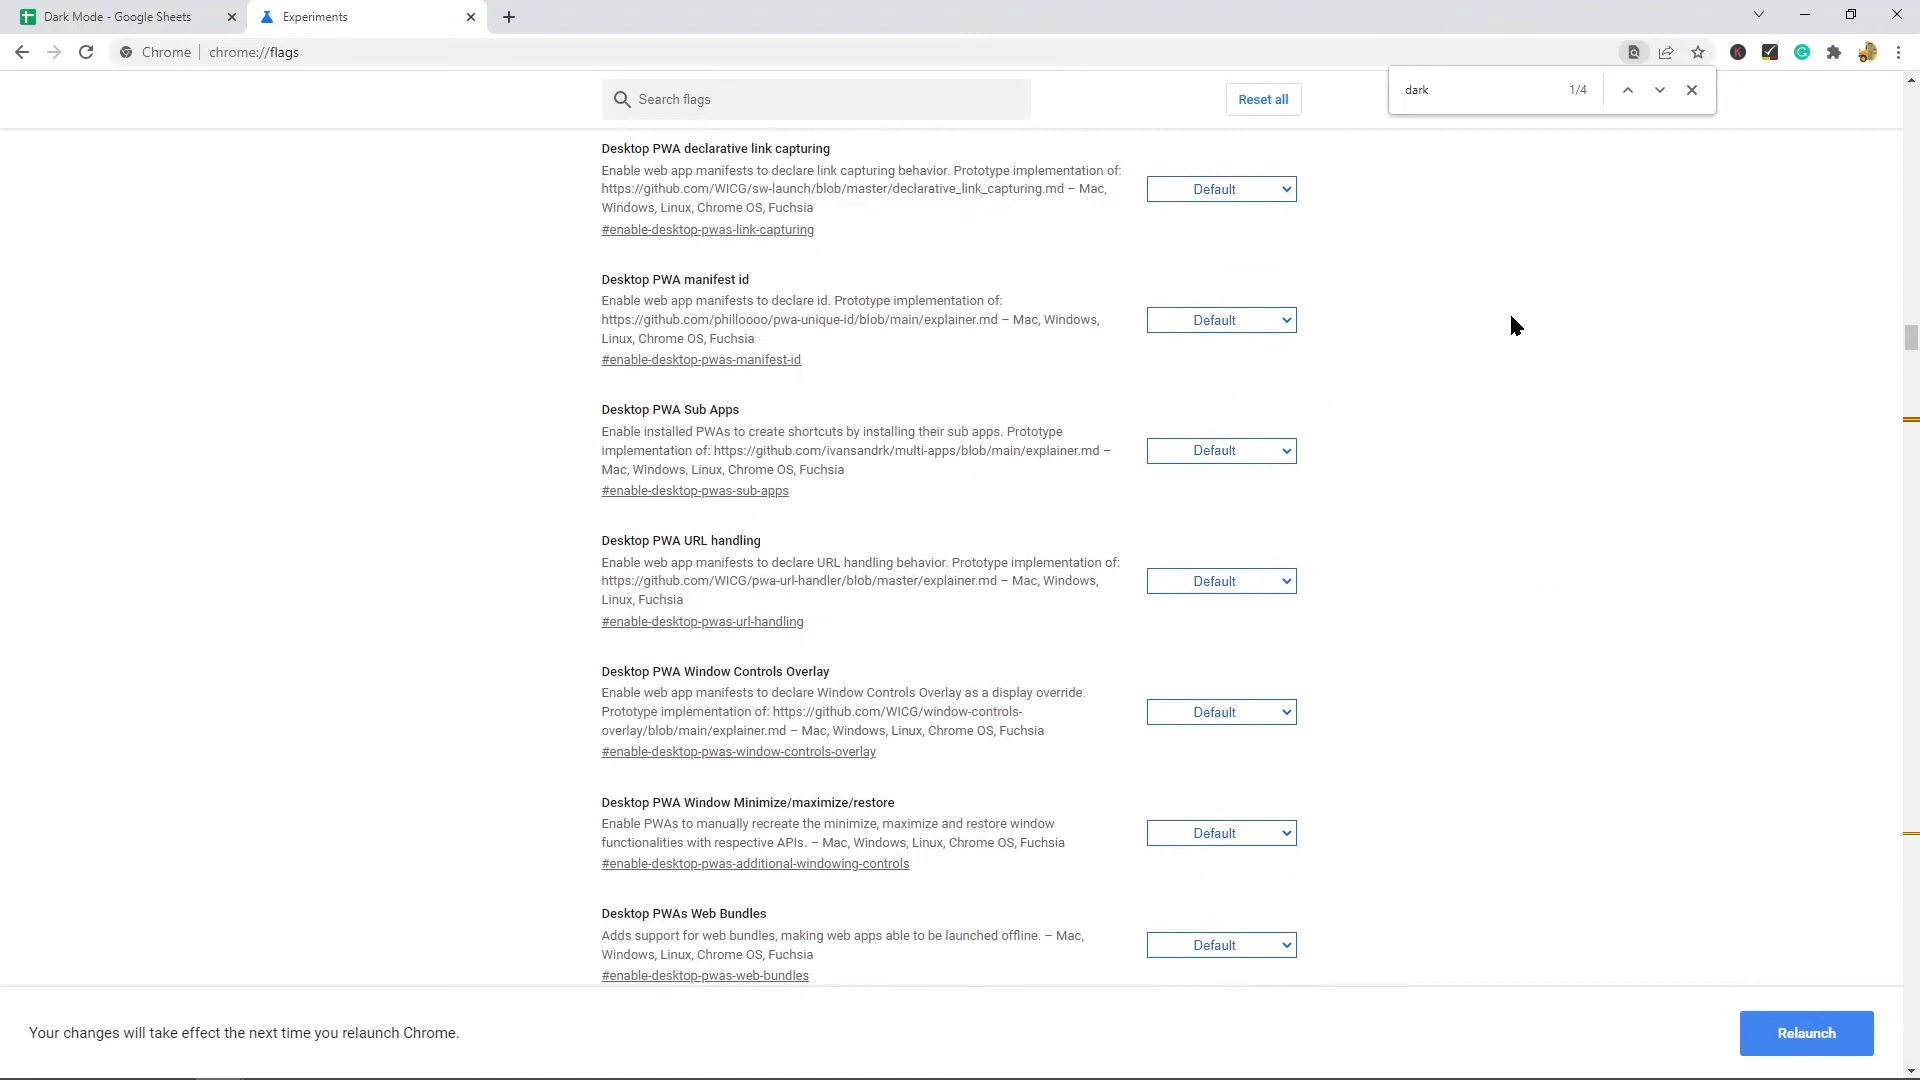 Dark Mode - Google Sheets
Experiments
Chrome
chrome://flags
dark
1/4
Search flags
Reset all
Desktop PWA declarative link capturing
Enable web app manifests to declare link capturing behavior. Prototype implementation of:
https://github.com/WICG/sw-launch/blob/master/declarative_link_capturing.md – Mac,
Windows, Linux, Chrome OS, Fuchsia
#enable-desktop-pwas-link-capturing
Default
Desktop PWA manifest id
Enable web app manifests to declare id. Prototype implementation of:
https://github.com/philloooo/pwa-unique-id/blob/main/explainer.md – Mac, Windows,
Linux, Chrome OS, Fuchsia
#enable-desktop-pwas-manifest-id
Default
Desktop PWA Sub Apps
Enable installed PWAs to create shortcuts by installing their sub apps. Prototype
implementation of: https://github.com/ivansandrk/multi-apps/blob/main/explainer.md –
Mac, Windows, Linux, Chrome OS, Fuchsia
#enable-desktop-pwas-sub-apps
Default
Desktop PWA URL handling
Enable web app manifests to declare URL handling behavior. Prototype implementation of:
https://github.com/WICG/pwa-url-handler/blob/master/explainer.md – Mac, Windows,
Linux, Fuchsia
#enable-desktop-pwas-url-handling
Default
Desktop PWA Window Controls Overlay
Enable web app manifests to declare Window Controls Overlay as a display override.
Prototype implementation of: https://github.com/WICG/window-controls-
overlay/blob/main/explainer.md – Mac, Windows, Linux, Chrome OS, Fuchsia
#enable-desktop-pwas-window-controls-overlay
Default
Desktop PWA Window Minimize/maximize/restore
Enable PWAs to manually recreate the minimize, maximize and restore window
functionalities with respective APIs. – Mac, Windows, Linux, Chrome OS, Fuchsia
#enable-desktop-pwas-additional-windowing-controls
Default
Desktop PWAs Web Bundles
Adds support for web bundles, making web apps able to be launched offline. – Mac,
Windows, Linux, Chrome OS, Fuchsia
#enable-desktop-pwas-web-bundles
Default
Your changes will take effect the next time you relaunch Chrome.
Relaunch